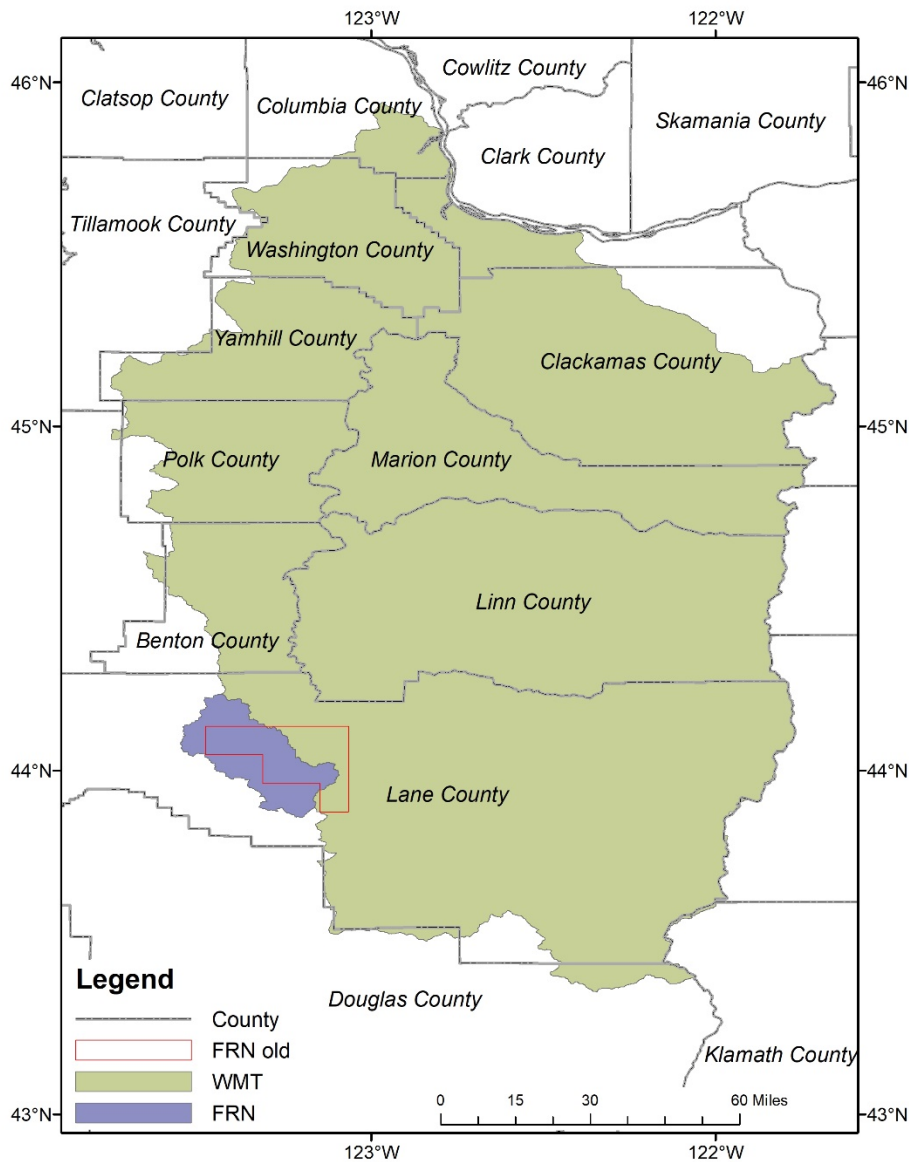 123°W 122°W
46°N 46°N
Cowlitz County
Clatsop County
Columbia County
Skamania County
Clark County
Tillamook County
Washington County
Yamhill County
Clackamas County
45°N 45°N
Polk County
Marion County
Linn County
Benton County
44°N 44°N
Lane County
Legend
Douglas County
County
FRN old
Klamath County
WMT
0 15 30 60 Miles
FRN
43°N 43°N
123°W 122°W